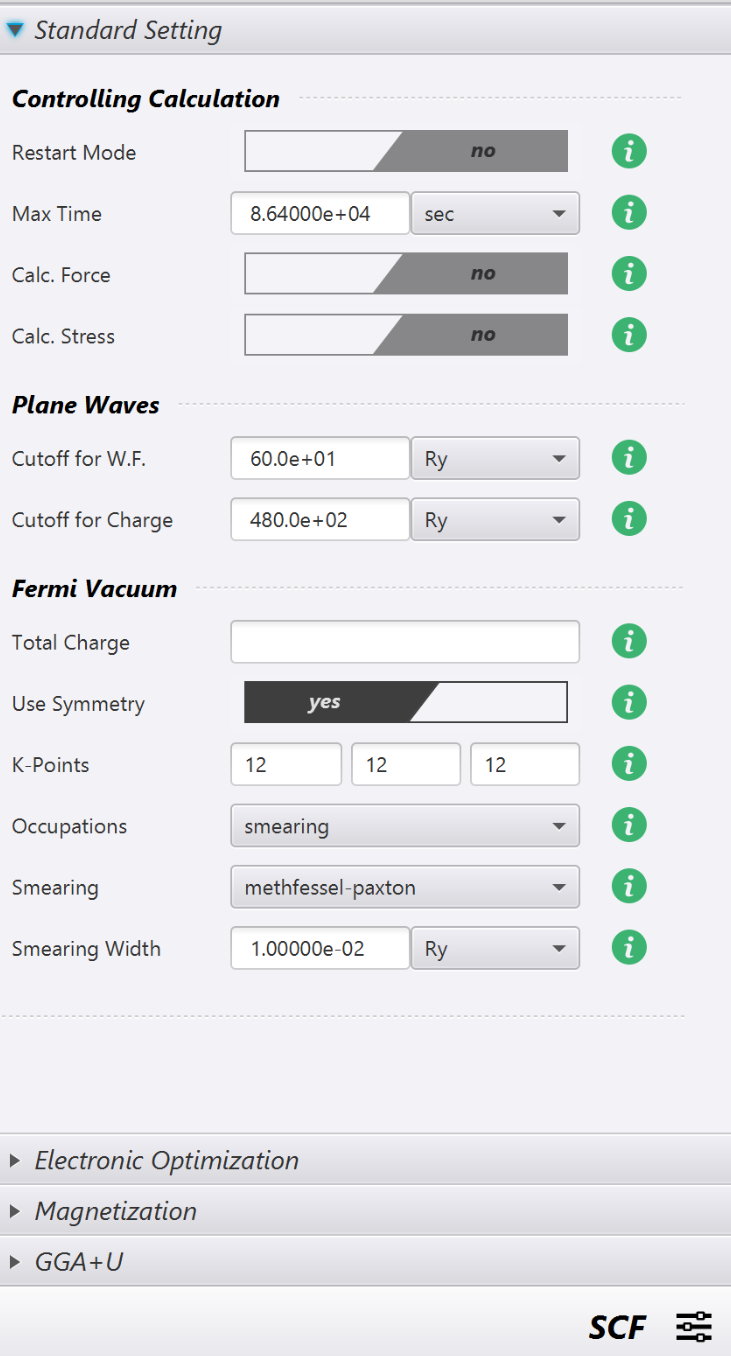 Standard Setting
Controlling Calculation
Restart Mode no i
Max Time 8.64000e+04 sec i
Calc. Force no i
Calc. Stress no i
Plane Waves
Cutoff for W.F. 60.0e+01 Ry i
Cutoff for Charge 480.0e+02 Ry i
Fermi Vacuum
Total Charge i
Use Symmetry yes i
K-Points 12 12 12 i
Occupations smearing i
Smearing methfessel-paxton i
Smearing Width 1.00000e-02 Ry i
Electronic Optimization
Magnetization
GGA+U
SCF